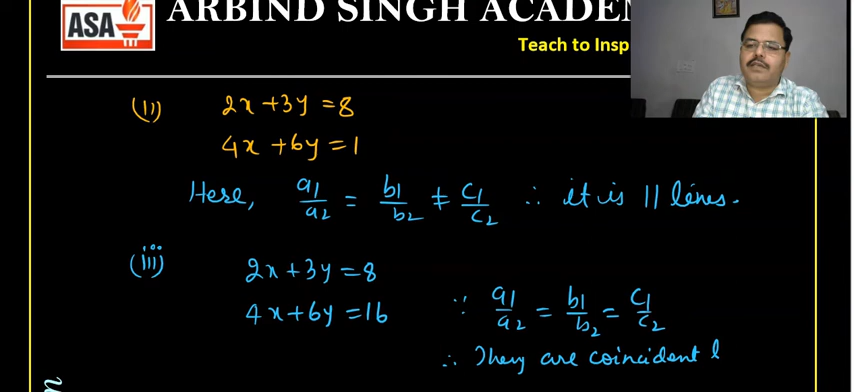 ASA
ARBIND SINGH ACADEM
Teach to Insp
(ii) 2x + 3y = 8
4x + 6y = 1
Here, a1/a2 = b1/b2 ≠ c1/c2 ∴ it is || lines.
(iii) 2x + 3y = 8
4x + 6y = 16 ∵ a1/a2 = b1/b2 = c1/c2
∴ They are coincident l